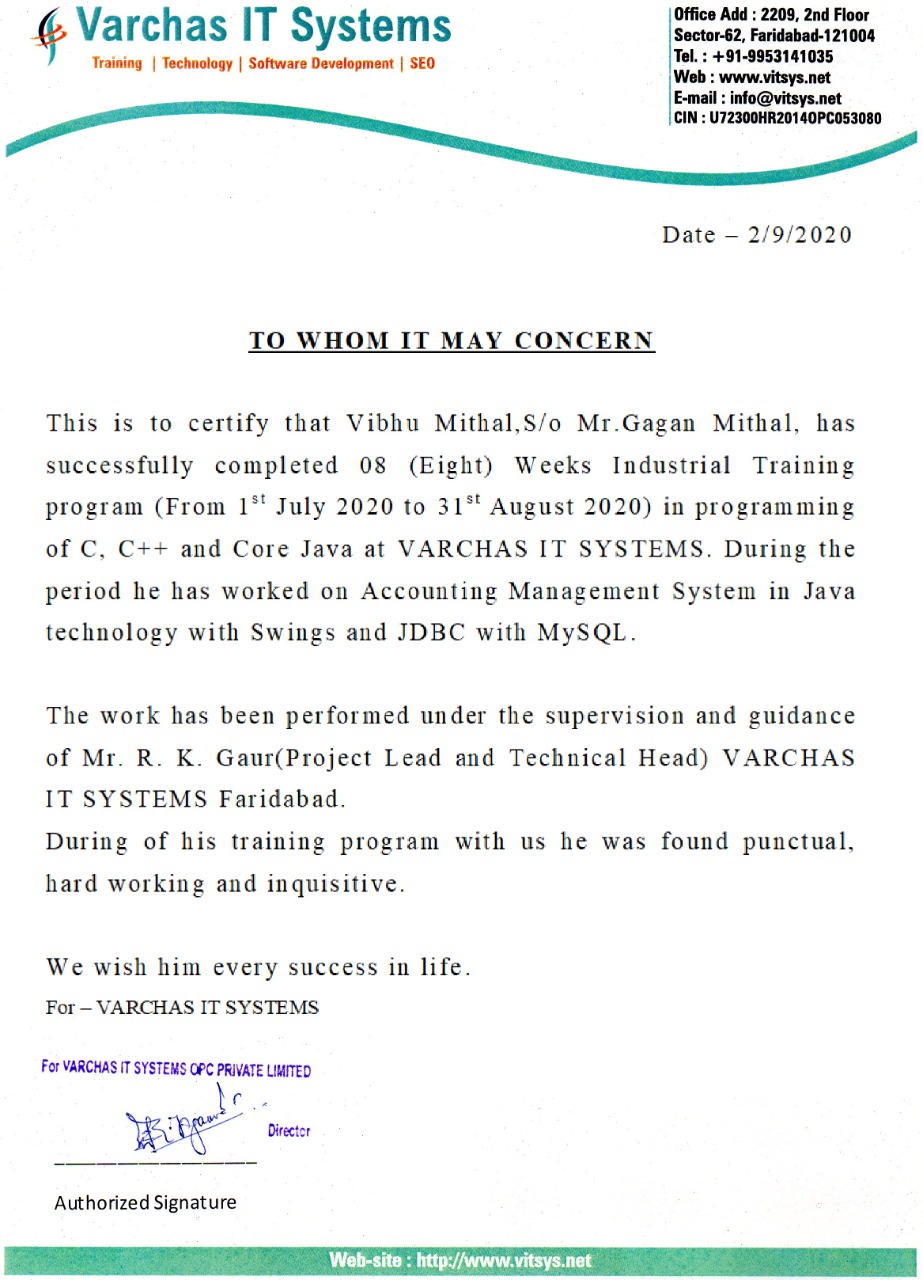 Varchas IT Systems
Training | Technology | Software Development | SEO
Office Add : 2209, 2nd Floor
Sector-62, Faridabad-121004
Tel. : +91-9953141035
Web : www.vitsys.net
E-mail : info@vitsys.net
CIN : U72300HR2014OPC053080
Date – 2/9/2020
TO WHOM IT MAY CONCERN
This is to certify that Vibhu Mithal,S/o Mr.Gagan Mithal, has
successfully completed 08 (Eight) Weeks Industrial Training
program (From 1st July 2020 to 31st August 2020) in programming
of C, C++ and Core Java at VARCHAS IT SYSTEMS. During the
period he has worked on Accounting Management System in Java
technology with Swings and JDBC with MySQL.
The work has been performed under the supervision and guidance
of Mr. R. K. Gaur(Project Lead and Technical Head) VARCHAS
IT SYSTEMS Faridabad.
During of his training program with us he was found punctual,
hard working and inquisitive.
We wish him every success in life.
For – VARCHAS IT SYSTEMS
For VARCHAS IT SYSTEMS OPC PRIVATE LIMITED
Director
Authorized Signature
Web-site : http://www.vitsys.net